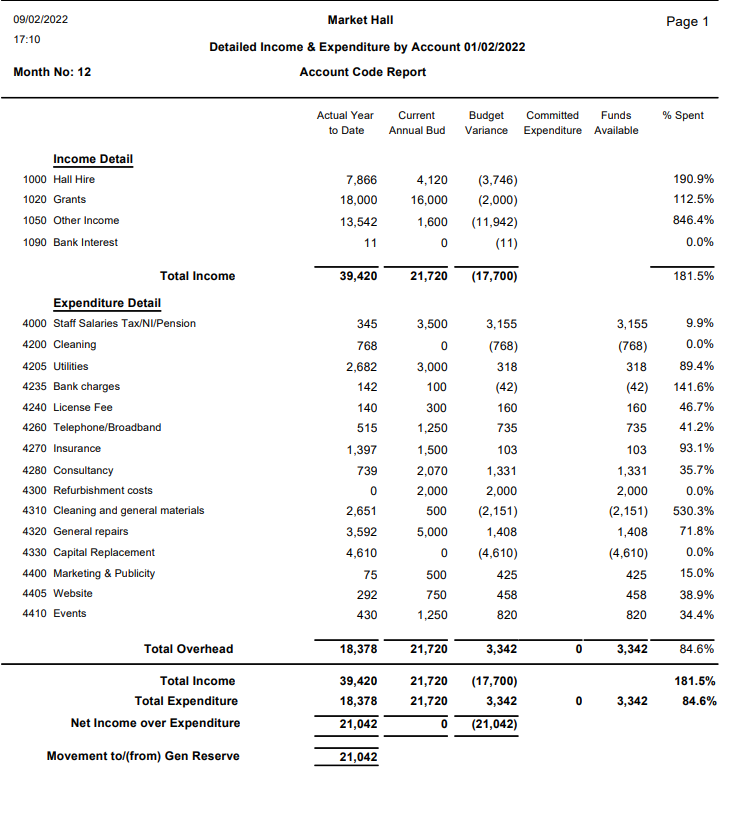 09/02/2022 Market Hall Page 1
17:10
Detailed Income & Expenditure by Account 01/02/2022
Month No: 12 Account Code Report
Actual Year Current Budget Committed Funds % Spent
to Date Annual Bud Variance Expenditure Available
Income Detail
1000 Hall Hire 7,866 4,120 (3,746) 190.9%
1020 Grants 18,000 16,000 (2,000) 112.5%
1050 Other Income 13,542 1,600 (11,942) 846.4%
1090 Bank Interest 11 0 (11) 0.0%
Total Income 39,420 21,720 (17,700) 181.5%
Expenditure Detail
4000 Staff Salaries Tax/NI/Pension 345 3,500 3,155 3,155 9.9%
4200 Cleaning 768 0 (768) (768) 0.0%
4205 Utilities 2,682 3,000 318 318 89.4%
4235 Bank charges 142 100 (42) (42) 141.6%
4240 License Fee 140 300 160 160 46.7%
4260 Telephone/Broadband 515 1,250 735 735 41.2%
4270 Insurance 1,397 1,500 103 103 93.1%
4280 Consultancy 739 2,070 1,331 1,331 35.7%
4300 Refurbishment costs 0 2,000 2,000 2,000 0.0%
4310 Cleaning and general materials 2,651 500 (2,151) (2,151) 530.3%
4320 General repairs 3,592 5,000 1,408 1,408 71.8%
4330 Capital Replacement 4,610 0 (4,610) (4,610) 0.0%
4400 Marketing & Publicity 75 500 425 425 15.0%
4405 Website 292 750 458 458 38.9%
4410 Events 430 1,250 820 820 34.4%
Total Overhead 18,378 21,720 3,342 0 3,342 84.6%
Total Income 39,420 21,720 (17,700) 181.5%
Total Expenditure 18,378 21,720 3,342 0 3,342 84.6%
Net Income over Expenditure 21,042 0 (21,042)
Movement to/(from) Gen Reserve 21,042